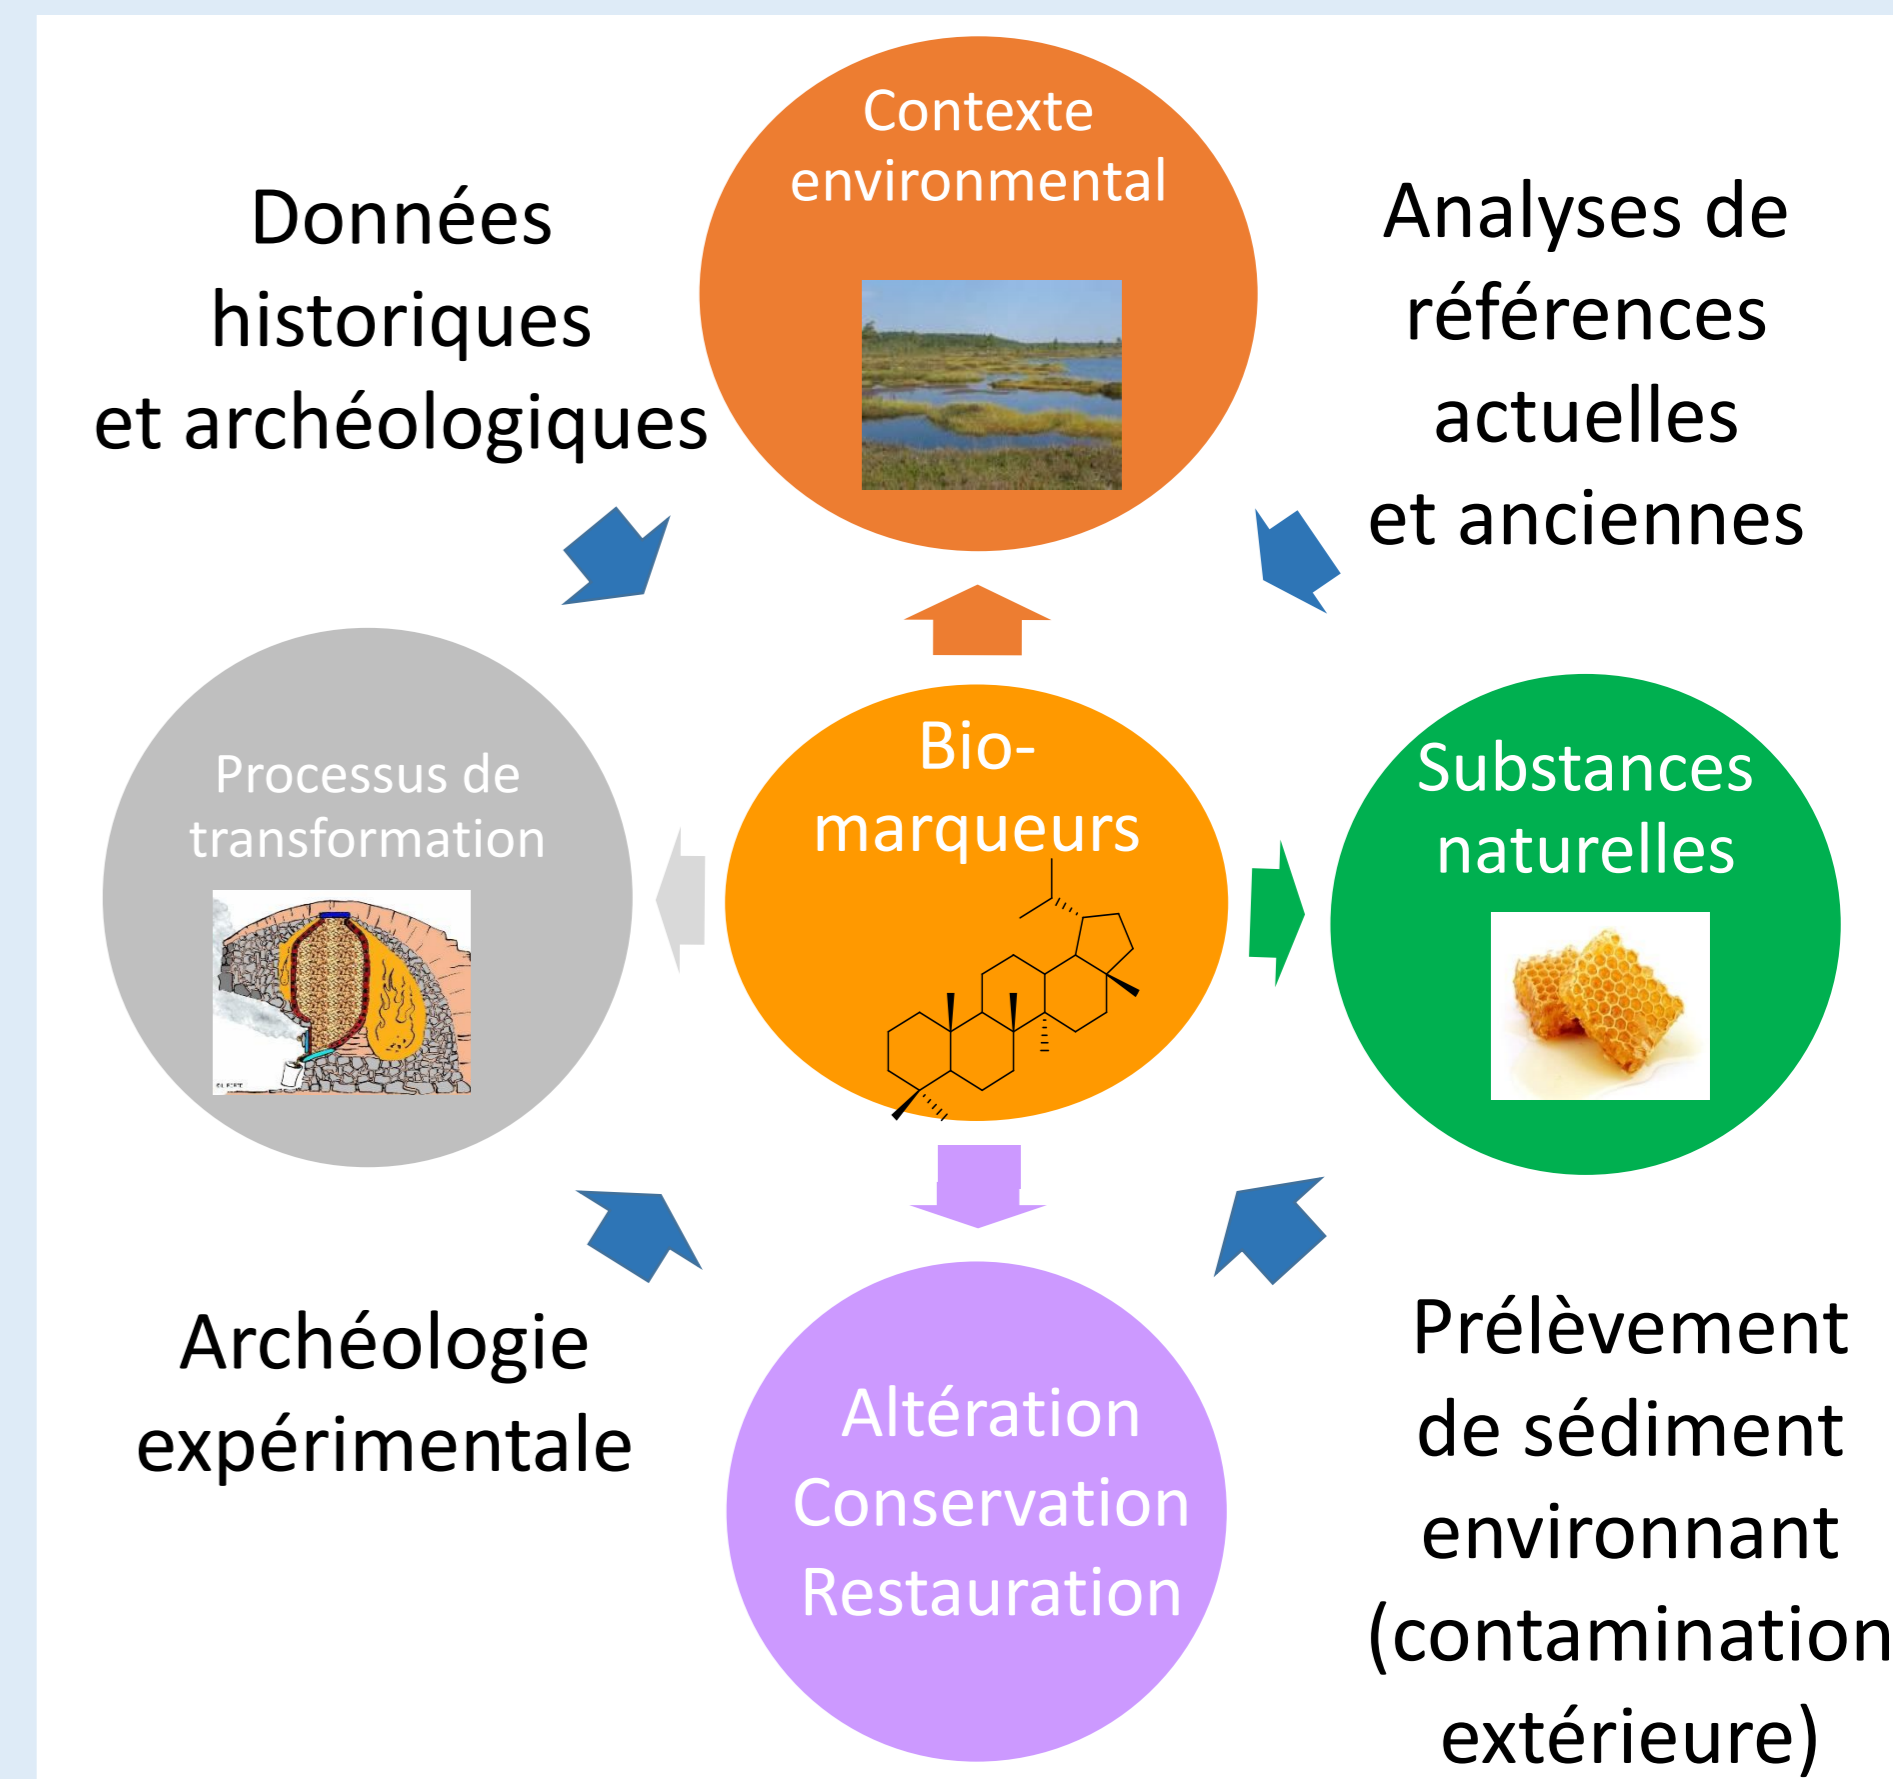 Contexte
environmental
Données
historiques
et archéologiques
Analyses de
références
actuelles
et anciennes
Processus de
transformation
Bio-
marqueurs
Substances
naturelles
Archéologie
expérimentale
Altération
Conservation
Restauration
Prélèvement
de sédiment
environnant
(contamination
extérieure)